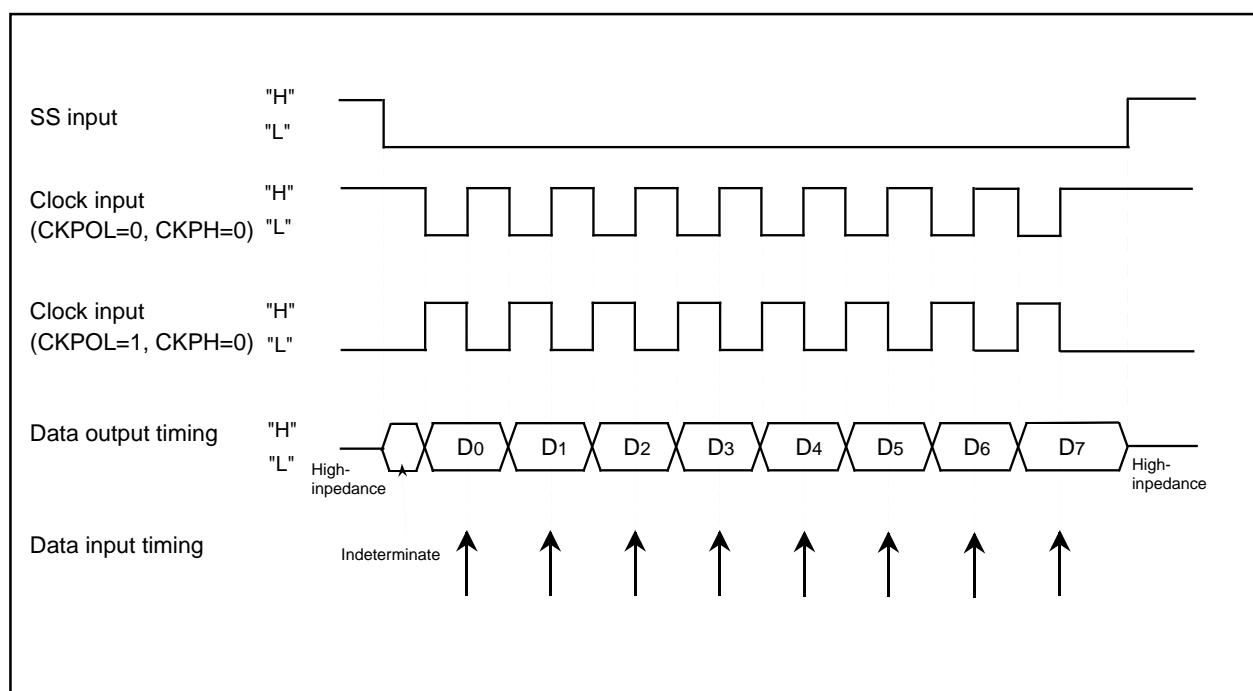 SS input
"H"
"L"
Clock input
(CKPOL=0, CKPH=0)
"H"
"L"
Clock input
(CKPOL=1, CKPH=0)
"H"
"L"
Data output timing
"H"
"L"
High-
inpedance
D0
D1
D2
D3
D4
D5
D6
D7
High-
inpedance
Indeterminate
Data input timing